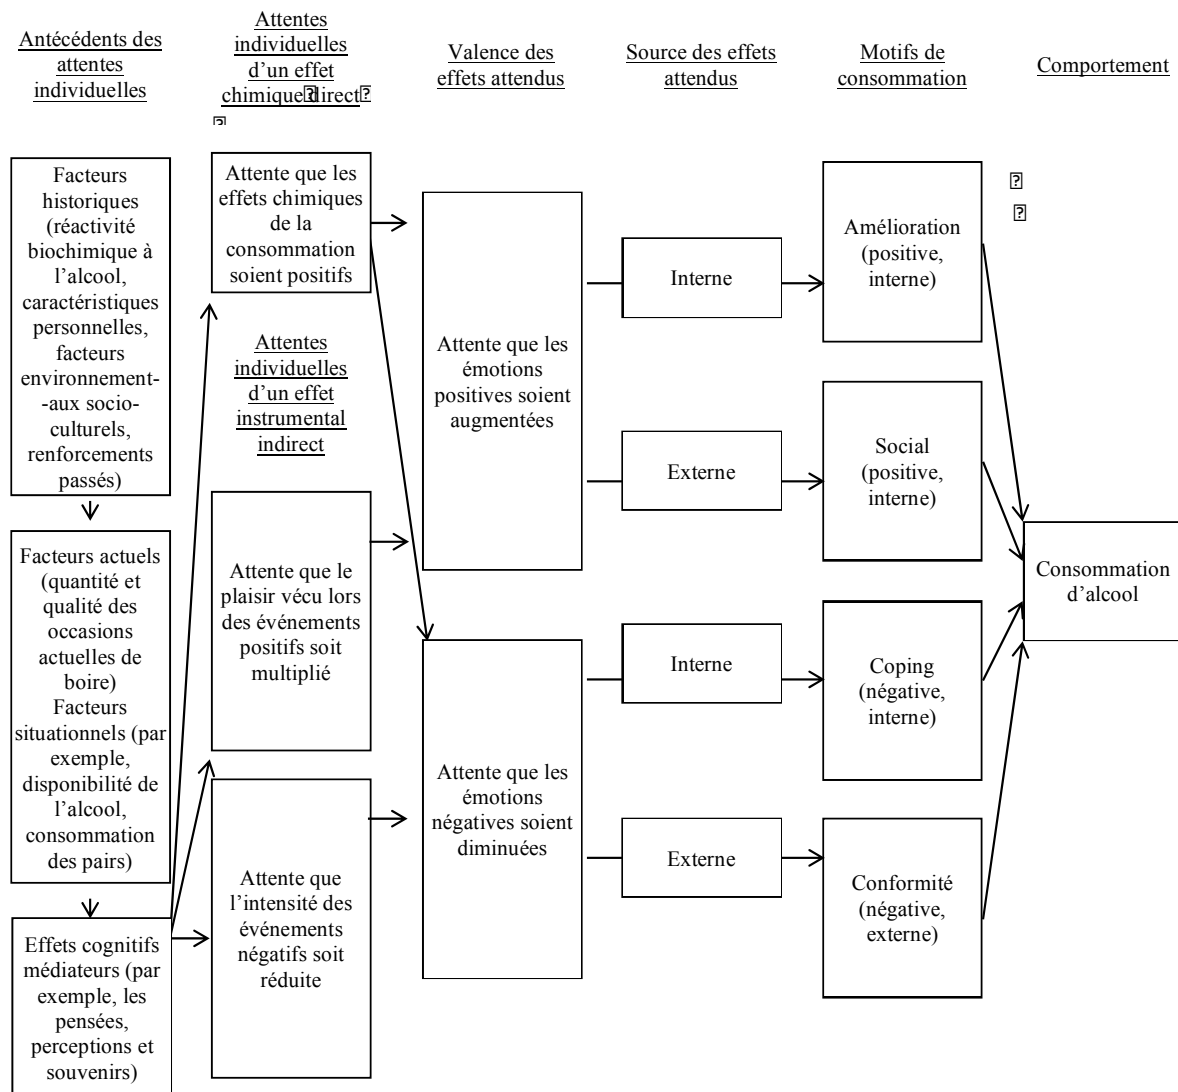 Antécédents des
attentes
individuelles
Attentes
individuelles
d’un effet
chimique direct
Valence des
effets attendus
Source des effets
attendus
Motifs de
consommation
Comportement
Facteurs
historiques
(réactivité
biochimique à
l’alcool,
caractéristiques
personnelles,
facteurs
environnement-
-aux socio-
culturels,
renforcements
passés)
Facteurs actuels
(quantité et
qualité des
occasions
actuelles de
boire)
Facteurs
situationnels (par
exemple,
disponibilité de
l’alcool,
consommation
des pairs)
Effets cognitifs
médiateurs (par
exemple, les
pensées,
perceptions et
souvenirs)
Attente que les
effets chimiques
de la
consommation
soient positifs
Attentes
individuelles
d’un effet
instrumental
indirect
Attente que le
plaisir vécu lors
des événements
positifs soit
multiplié
Attente que
l’intensité des
événements
négatifs soit
réduite
Attente que les
émotions
positives soient
augmentées
Attente que les
émotions
négatives soient
diminuées
Interne
Externe
Interne
Externe
Amélioration
(positive,
interne)
Social
(positive,
interne)
Coping
(négative,
interne)
Conformité
(négative,
externe)
Consommation
d’alcool